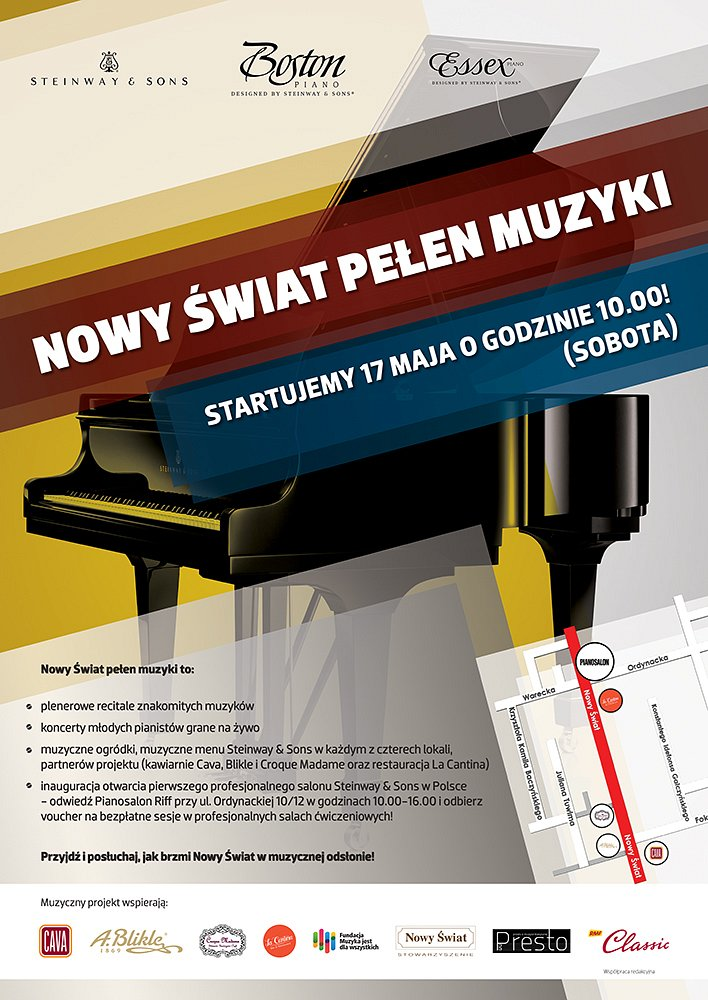 STEINWAY & SONS
Boston
PIANO
DESIGNED BY STEINWAY & SONS®
Essex PIANO
DESIGNED BY STEINWAY & SONS®
NOWY ŚWIAT PEŁEN MUZYKI
STARTUJEMY 17 MAJA O GODZINIE 10.00!
(SOBOTA)
STEINWAY & SONS
Nowy Świat pełen muzyki to:
plenerowe recitale znakomitych muzyków
koncerty młodych pianistów grane na żywo
muzyczne ogródki, muzyczne menu Steinway & Sons w każdym z czterech lokali,
partnerów projektu (kawiarnie Cava, Blikle i Croque Madame oraz restauracja La Cantina)
inauguracja otwarcia pierwszego profesjonalnego salonu Steinway & Sons w Polsce
– odwiedź Pianosalon Riff przy ul. Ordynackiej 10/12 w godzinach 10.00–16.00 i odbierz
voucher na bezpłatne sesje w profesjonalnych salach ćwiczeniowych!
Przyjdź i posłuchaj, jak brzmi Nowy Świat w muzycznej odsłonie!
PIANOSALON
Ordynacka
Warecka
Nowy Świat
La Cantina
Krzysztofa Kamila Baczyńskiego
Juliana Tuwima
Konstantego Ildefonsa Gałczyńskiego
Fok
Nowy Świat
CAVA
Muzyczny projekt wspierają:
CAVA
A.Blikle
1869
Croque Madame
La Cantina
Fundacja
Muzyka jest
dla wszystkich
Nowy Świat
STOWARZYSZENIE
Presto
RMF Classic
Współpraca redakcyjna